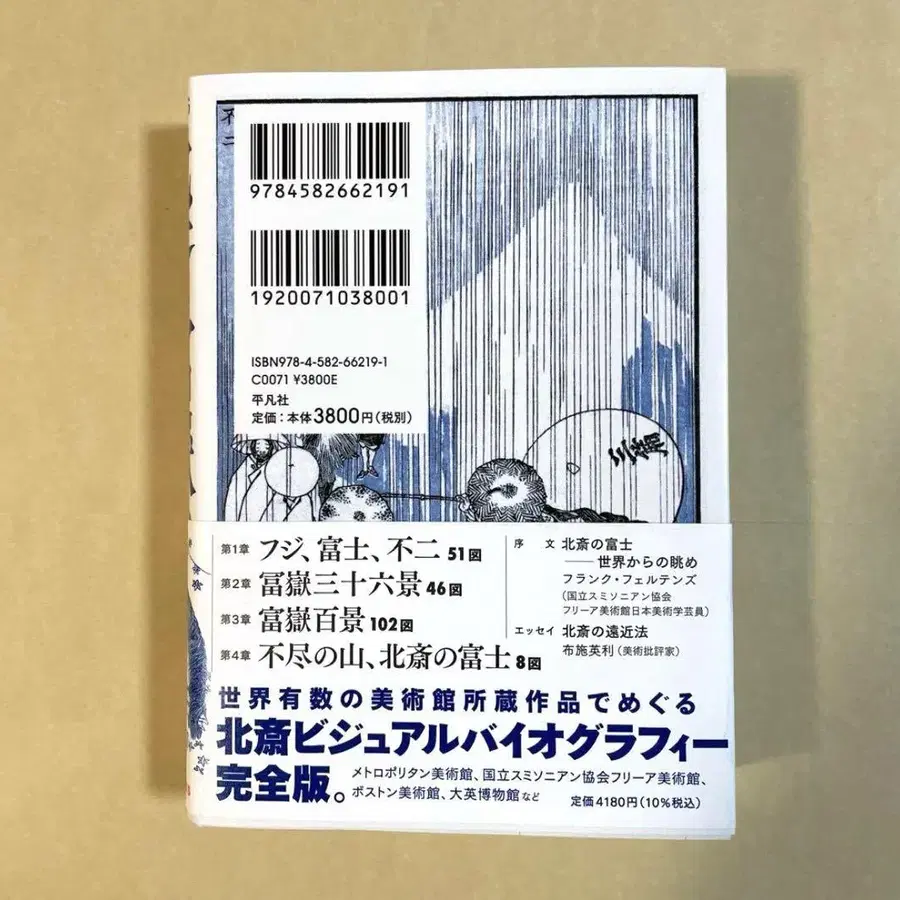 不二
9784582662191
1920071038001
ISBN978-4-582-66219-1
C0071 ¥3800E
平凡社
定価:本体3800円(税別)
第1章 フジ、富士、不二 51図
第2章 冨嶽三十六景 46図
第3章 富嶽百景 102図
第4章 不尽の山、北斎の富士 8図
序 文 北斎の富士
――世界からの眺め
フランク・フェルテンズ
(国立スミソニアン協会
フリーア美術館日本美術学芸員)
エッセイ 北斎の遠近法
布施英利(美術批評家)
世界有数の美術館所蔵作品でめぐる
北斎ビジュアルバイオグラフィー
完全版。
メトロポリタン美術館、国立スミソニアン協会フリーア美術館、
ボストン美術館、大英博物館など
定価4180円(10%税込)